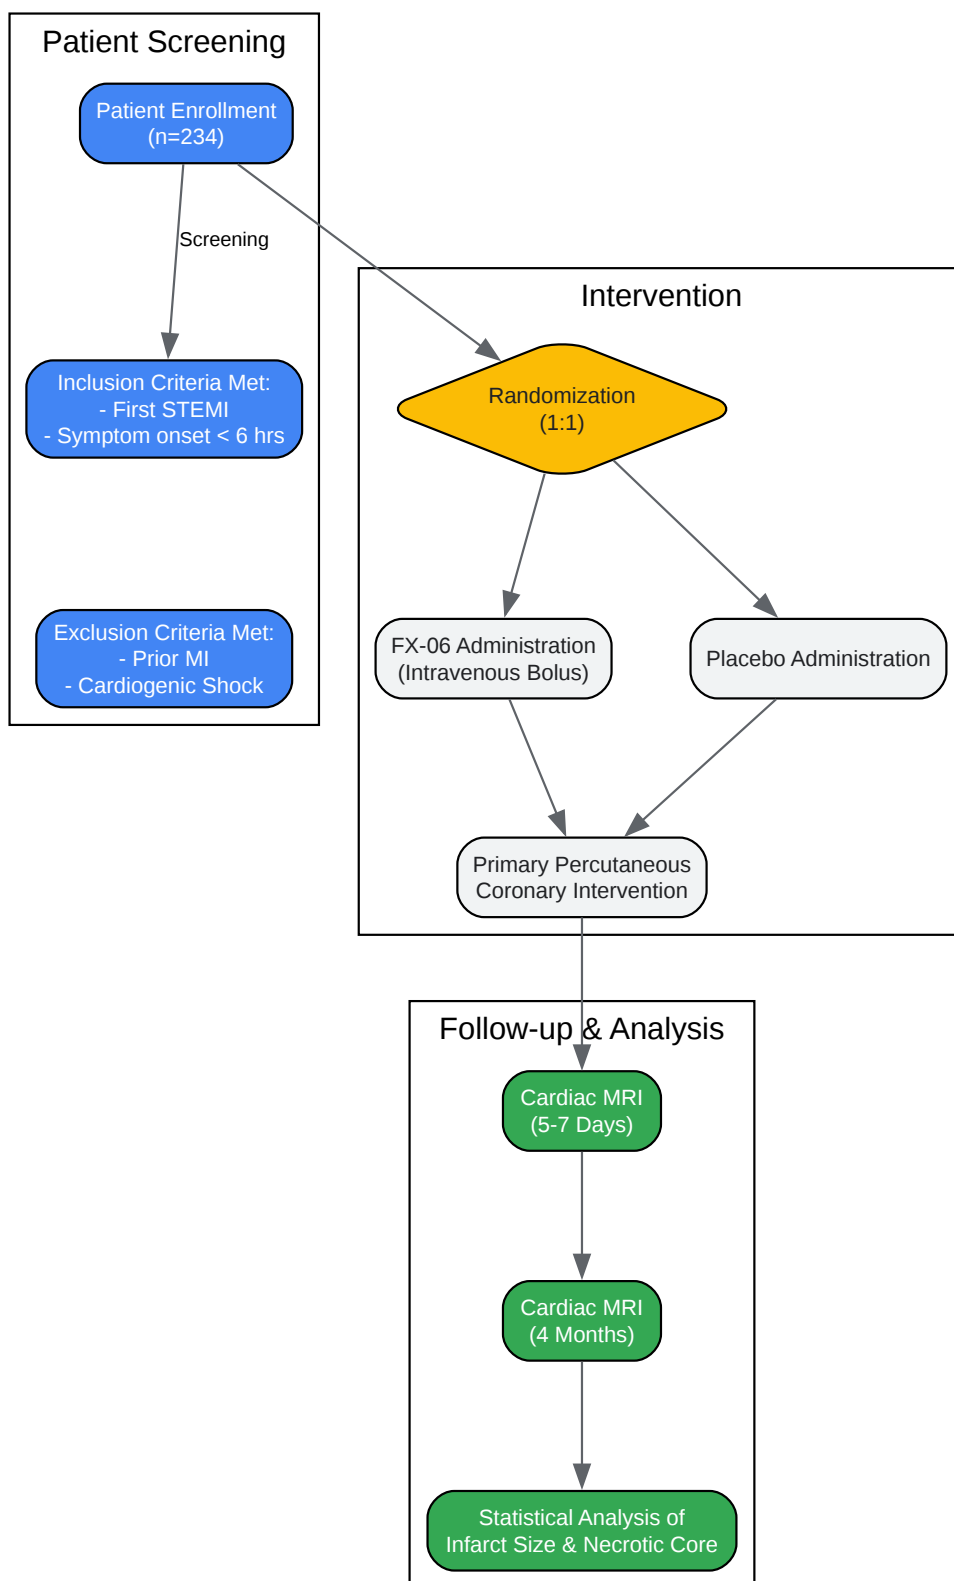 Patient Screening
Patient Enrollment
(n=234)
Screening
Inclusion Criteria Met:
- First STEMI
- Symptom onset < 6 hrs
Exclusion Criteria Met:
- Prior MI
- Cardiogenic Shock
Intervention
Randomization
(1:1)
FX-06 Administration
(Intravenous Bolus)
Placebo Administration
Primary Percutaneous
Coronary Intervention
Follow-up & Analysis
Cardiac MRI
(5-7 Days)
Cardiac MRI
(4 Months)
Statistical Analysis of
Infarct Size & Necrotic Core